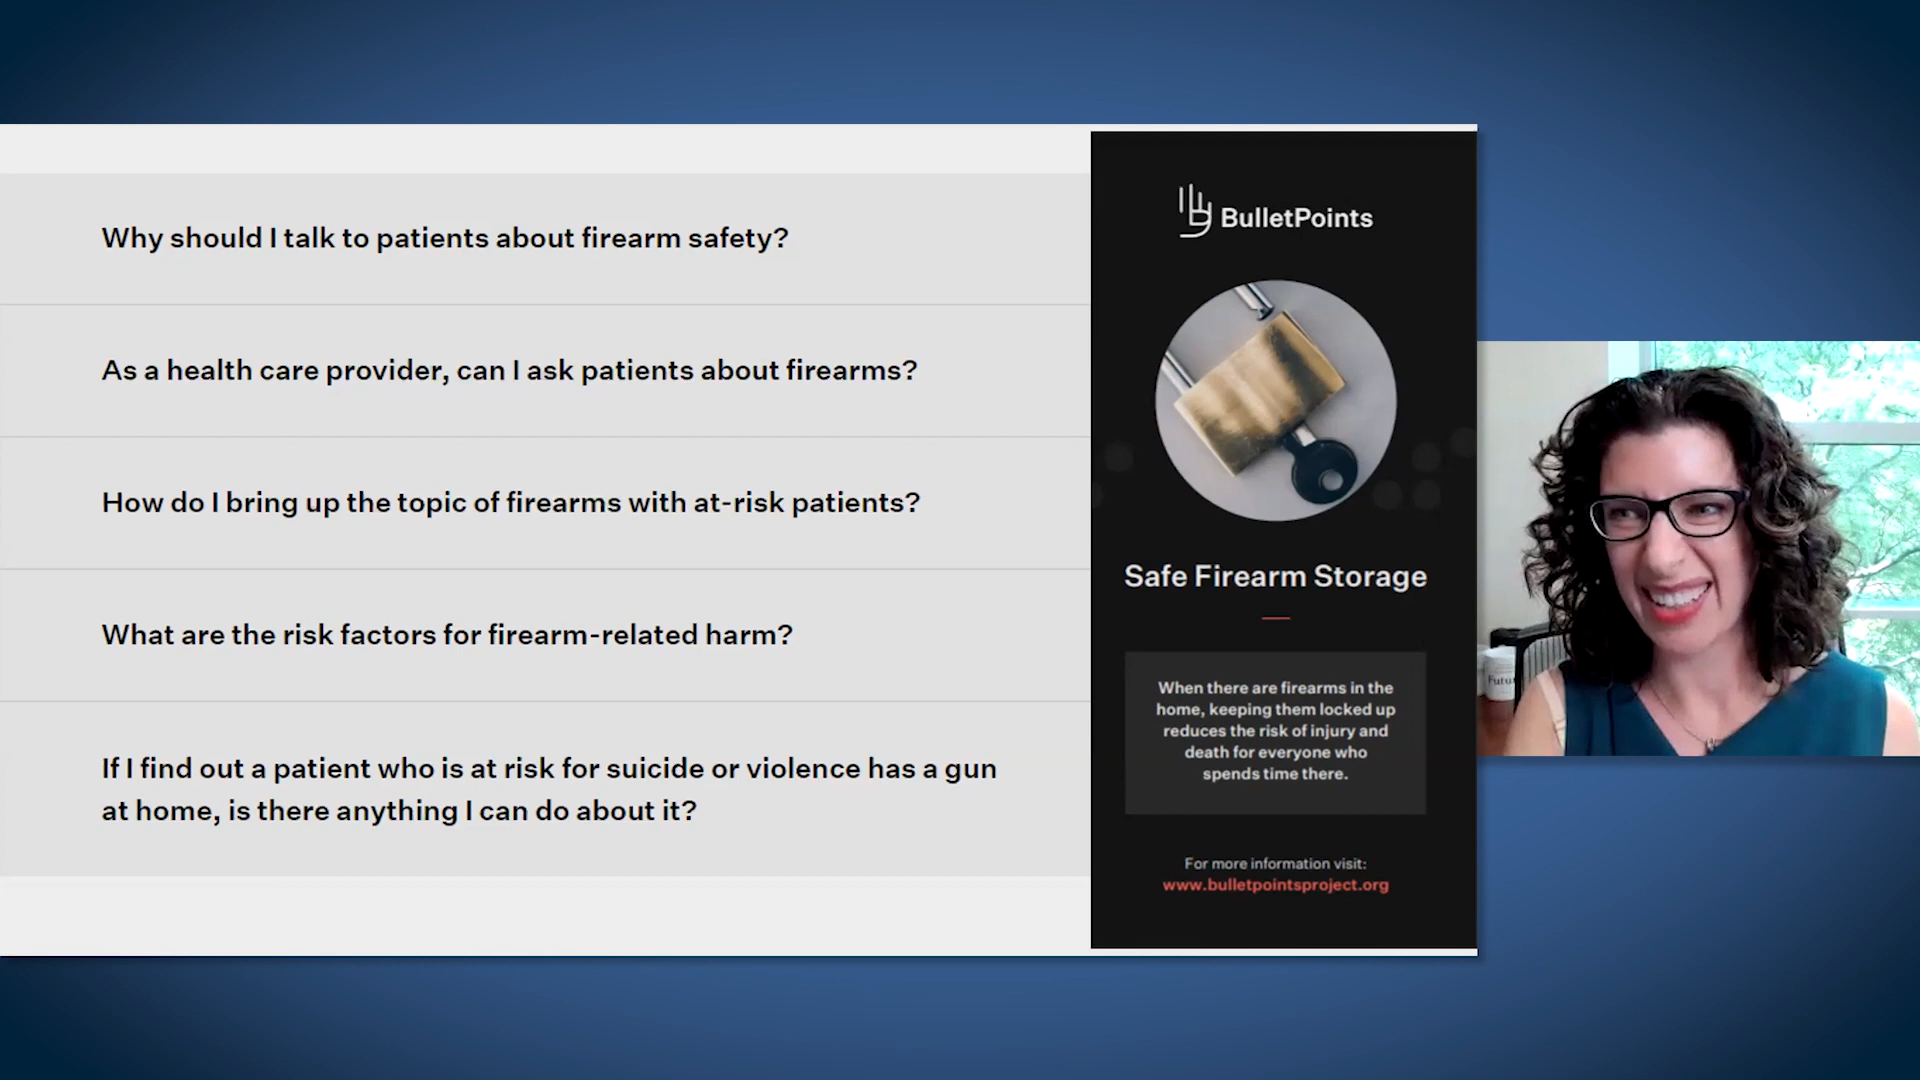 Why should I talk to patients about firearm safety?
As a health care provider, can I ask patients about firearms?
How do I bring up the topic of firearms with at-risk patients?
What are the risk factors for firearm-related harm?
If I find out a patient who is at risk for suicide or violence has a gun
at home, is there anything I can do about it?
BulletPoints
Safe Firearm Storage
When there are firearms in the
home, keeping them locked up
reduces the risk of injury and
death for everyone who
spends time there.
For more information visit:
www.bulletpointsproject.org